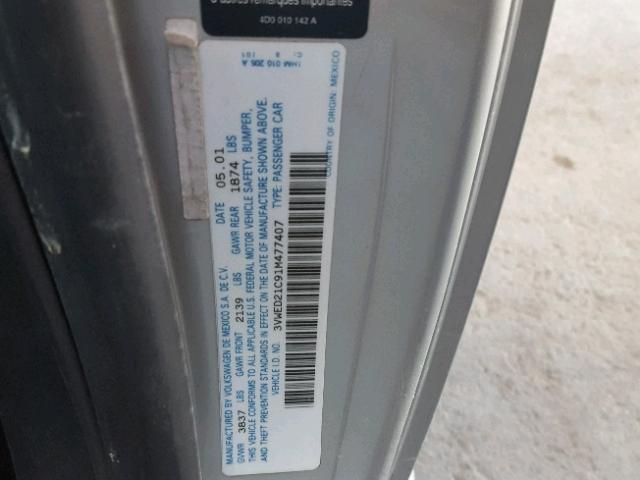 d'autres remarques importantes
4D0 010 142 A
MANUFACTURED BY VOLKSWAGEN DE MEXICO S.A. DE C.V. DATE 05.01
GVWR 3837 LBS GAWR FRONT 2139 LBS GAWR REAR 1874 LBS
THIS VEHICLE CONFORMS TO ALL APPLICABLE U.S. FEDERAL MOTOR VEHICLE SAFETY, BUMPER,
AND THEFT PREVENTION STANDARDS IN EFFECT ON THE DATE OF MANUFACTURE SHOWN ABOVE.
VEHICLE I.D. NO. 3VWED21C91M477407 TYPE: PASSENGER CAR
COUNTRY OF ORIGIN: MEXICO
1HM 010 205 A